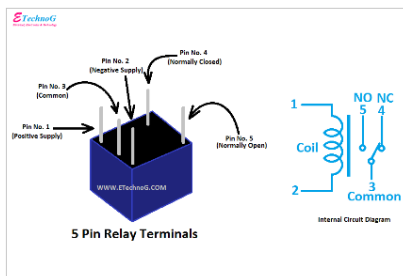 ETechnoG
Pin No. 2
(Negative Supply)
Pin No. 4
(Normally Closed)
Pin No. 3
(Common)
Pin No. 1
(Positive Supply)
Pin No. 5
(Normally Open)
WWW.ETechnoG.COM
5 Pin Relay Terminals
1
NO NC
5 4
Coil
2
3
Common
Internal Circuit Diagram